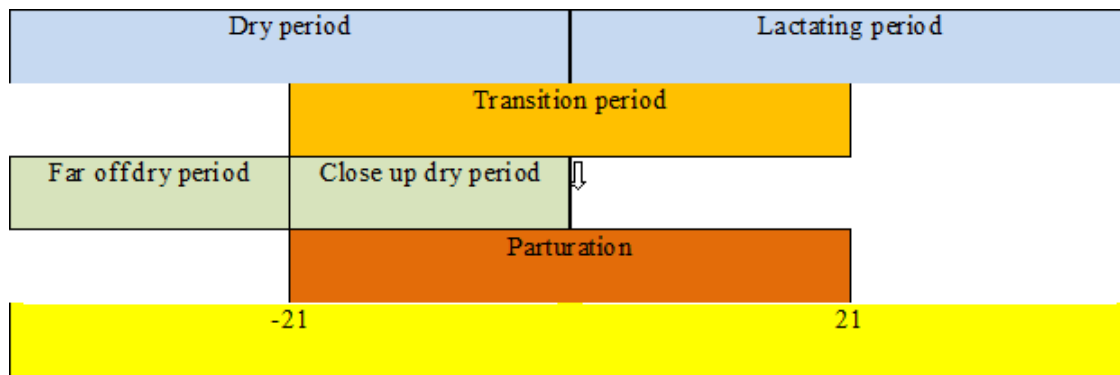 Dry period Lactating period
Transition period
Far offdry period Close up dry period
Parturation
-21 21